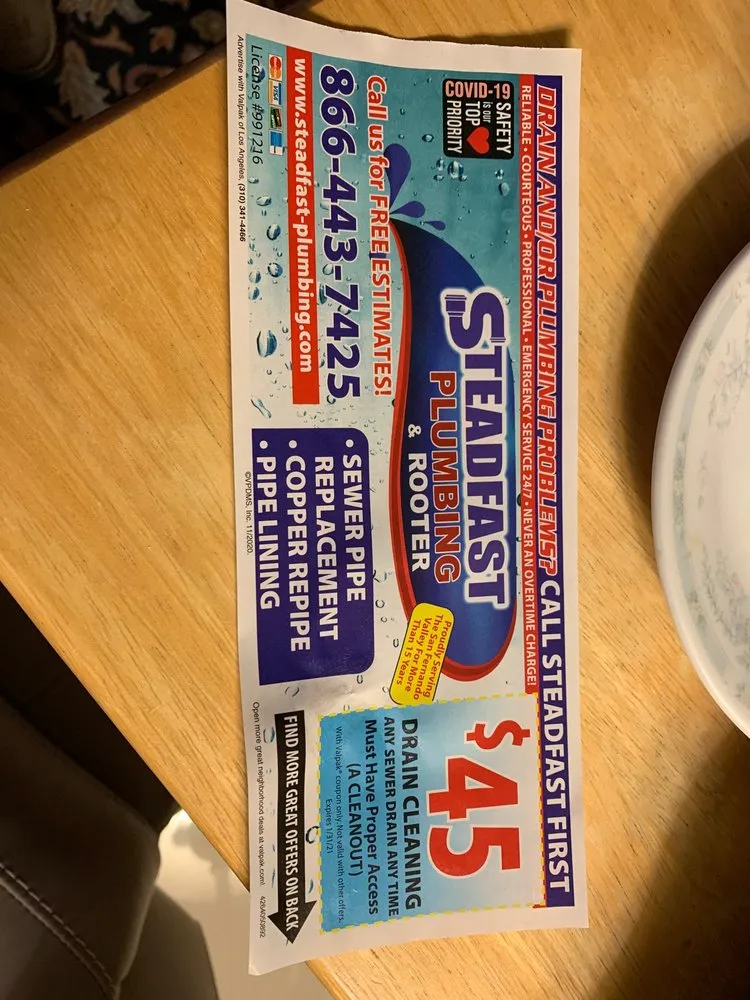 DRAIN AND/OR PLUMBING PROBLEMS? CALL STEADFAST FIRST
RELIABLE • COURTEOUS • PROFESSIONAL • EMERGENCY SERVICE 24/7 • NEVER AN OVERTIME CHARGE!
SAFETY
is our
TOP
PRIORITY
COVID-19
STEADFAST
PLUMBING
& ROOTER
Proudly Serving
The San Fernando
Valley For More
Than 15 Years
Call us for FREE ESTIMATES!
866-443-7425
www.steadfast-plumbing.com
MasterCard
VISA
License #991216
Advertise with Valpak of Los Angeles, (310) 341-4466
• SEWER PIPE
REPLACEMENT
• COPPER REPIPE
• PIPE LINING
©VPDMS, Inc. 11/2020.
$45
DRAIN CLEANING
ANY SEWER DRAIN ANY TIME
Must Have Proper Access
(A CLEANOUT)
With Valpak® coupon only. Not valid with other offers.
Expires 1/31/21
FIND MORE GREAT OFFERS ON BACK
Open more great neighborhood deals at valpak.com!